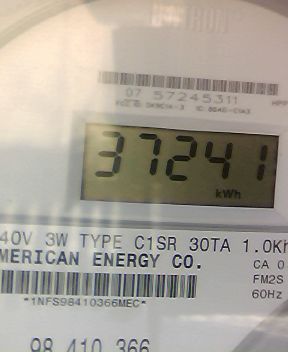 07 57245311
37241
kWh
40V 3W TYPE C1SR 30TA 1.0Kh
MERICAN ENERGY CO.
CA 0
FM2S
60Hz
*1NFS98410366MEC*
98 410 366